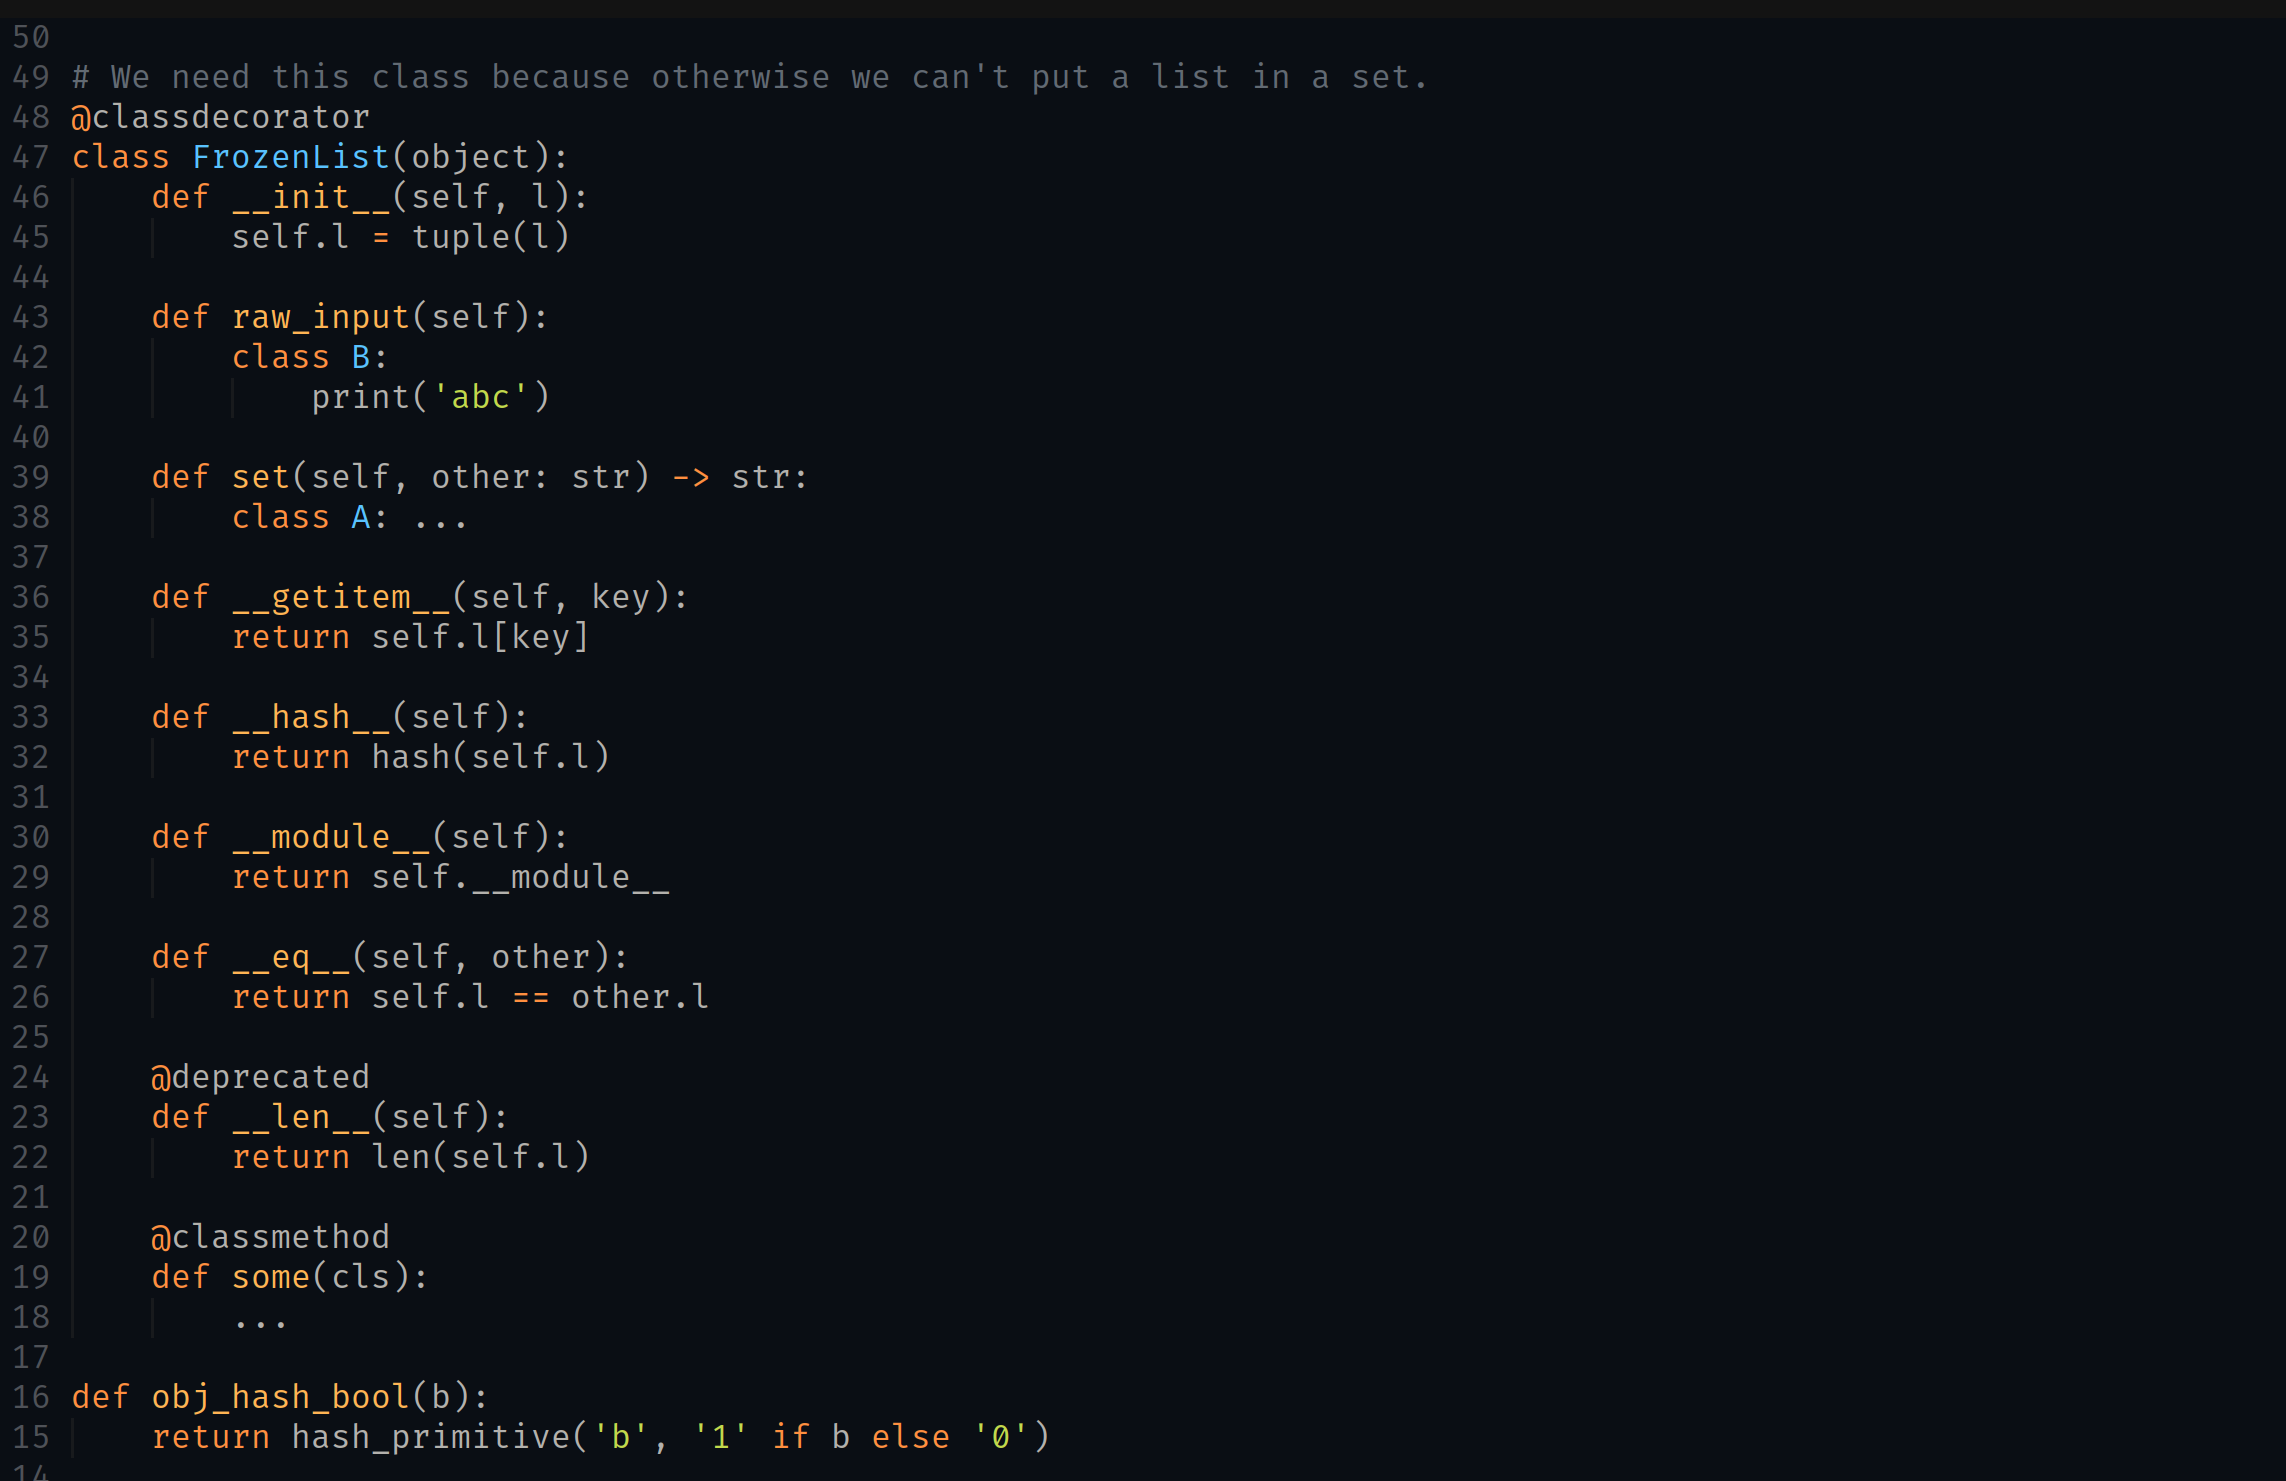 50
49 # We need this class because otherwise we can't put a list in a set.
48 @classdecorator
47 class FrozenList(object):
46     def __init__(self, l):
45         self.l = tuple(l)
44
43     def raw_input(self):
42         class B:
41             print('abc')
40
39     def set(self, other: str) -> str:
38         class A: ...
37
36     def __getitem__(self, key):
35         return self.l[key]
34
33     def __hash__(self):
32         return hash(self.l)
31
30     def __module__(self):
29         return self.__module__
28
27     def __eq__(self, other):
26         return self.l == other.l
25
24     @deprecated
23     def __len__(self):
22         return len(self.l)
21
20     @classmethod
19     def some(cls):
18         ...
17
16 def obj_hash_bool(b):
15     return hash_primitive('b', '1' if b else '0')
14